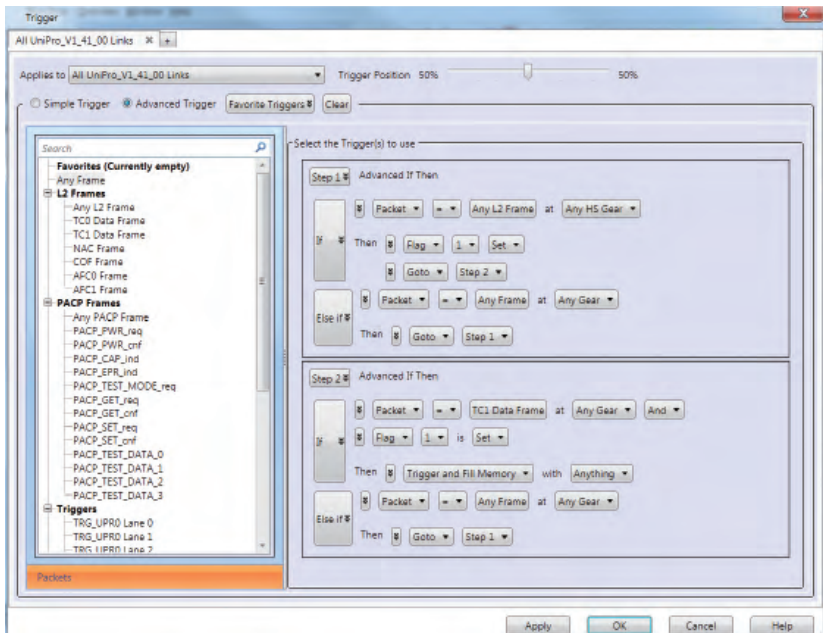 Trigger
All UniPro_V1_41_00 Links
Applies to All UniPro_V1_41_00 Links Trigger Position 50% 50%
Simple Trigger Advanced Trigger Favorite Triggers Clear
Search
Favorites (Currently empty)
Any Frame
L2 Frames
Any L2 Frame
TC0 Data Frame
TC1 Data Frame
NAC Frame
COF Frame
AFC0 Frame
AFC1 Frame
PACP Frames
Any PACP Frame
PACP_PWR_req
PACP_PWR_cnf
PACP_CAP_ind
PACP_EPR_ind
PACP_TEST_MODE_req
PACP_GET_req
PACP_GET_cnf
PACP_SET_req
PACP_SET_cnf
PACP_TEST_DATA_0
PACP_TEST_DATA_1
PACP_TEST_DATA_2
PACP_TEST_DATA_3
Triggers
TRG_UPRO Lane 0
TRG_UPRO Lane 1
TRG_UPRO Lane 2
Packets
Select the Trigger(s) to use
Step 1 Advanced If Then
If Packet = Any L2 Frame at Any HS Gear
Then Flag 1 Set
Goto Step 2
Else if Packet = Any Frame at Any Gear
Then Goto Step 1
Step 2 Advanced If Then
If Packet = TC1 Data Frame at Any Gear And
Flag 1 is Set
Then Trigger and Fill Memory with Anything
Else if Packet = Any Frame at Any Gear
Then Goto Step 1
Apply OK Cancel Help